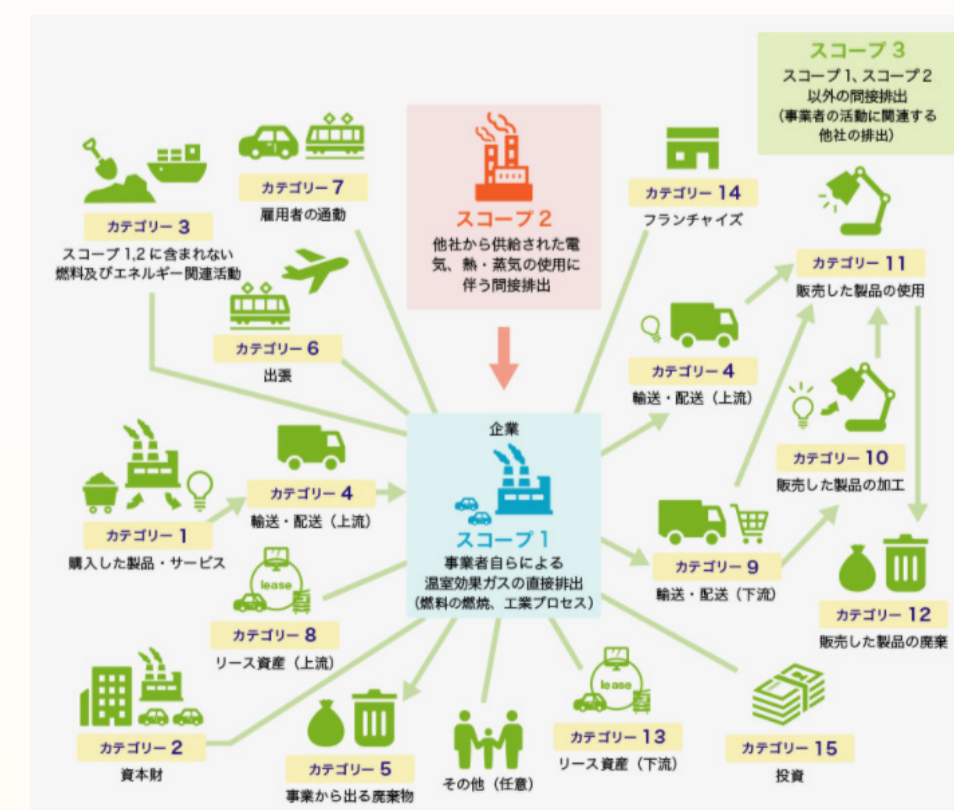 スコープ 3
スコープ1、スコープ2
以外の間接排出
(事業者の活動に関連する
他社の排出)
カテゴリー 7
雇用者の通勤
カテゴリー 3
スコープ 1,2 に含まれない
燃料及びエネルギー関連活動
カテゴリー 6
出張
スコープ 2
他社から供給された電
気、熱・蒸気の使用に
伴う間接排出
カテゴリー 14
フランチャイズ
カテゴリー 11
販売した製品の使用
カテゴリー 4
輸送・配送（上流）
カテゴリー 10
販売した製品の加工
カテゴリー 1
購入した製品・サービス
カテゴリー 4
輸送・配送（上流）
企業
スコープ 1
事業者自らによる
温室効果ガスの直接排出
(燃料の燃焼、工業プロセス)
カテゴリー 9
輸送・配送（下流）
カテゴリー 12
販売した製品の廃棄
lease
カテゴリー 8
リース資産（上流）
カテゴリー 2
資本財
カテゴリー 5
事業から出る廃棄物
その他（任意）
lease
カテゴリー 13
リース資産（下流）
カテゴリー 15
投資